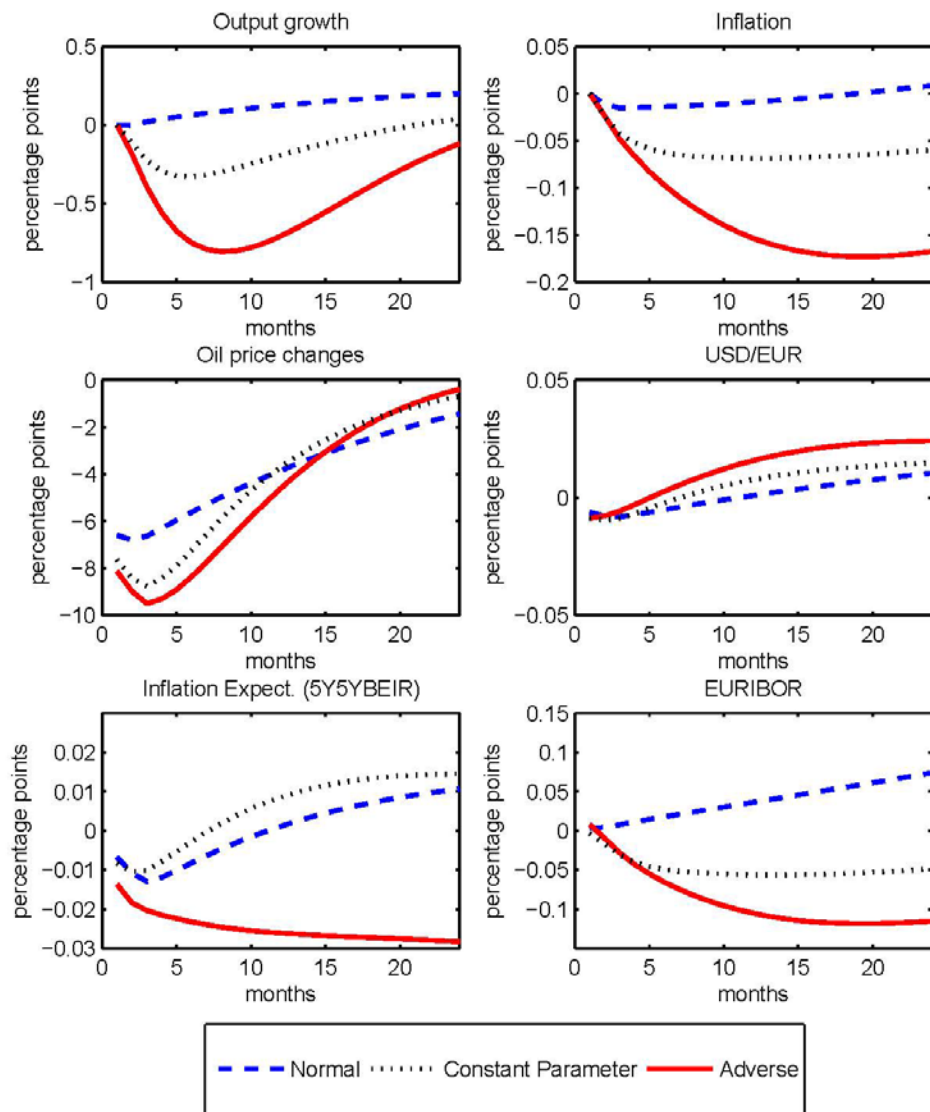 Output growth
percentage points
0.5
0
−0.5
−1
0 5 10 15 20
months
Inflation
percentage points
0.05
0
−0.05
−0.1
−0.15
−0.2
0 5 10 15 20
months
Oil price changes
percentage points
0
−2
−4
−6
−8
−10
0 5 10 15 20
months
USD/EUR
percentage points
0.05
0
−0.05
0 5 10 15 20
months
Inflation Expect. (5Y5YBEIR)
percentage points
0.02
0.01
0
−0.01
−0.02
−0.03
0 5 10 15 20
months
EURIBOR
percentage points
0.15
0.1
0.05
0
−0.05
−0.1
0 5 10 15 20
months
Normal Constant Parameter Adverse